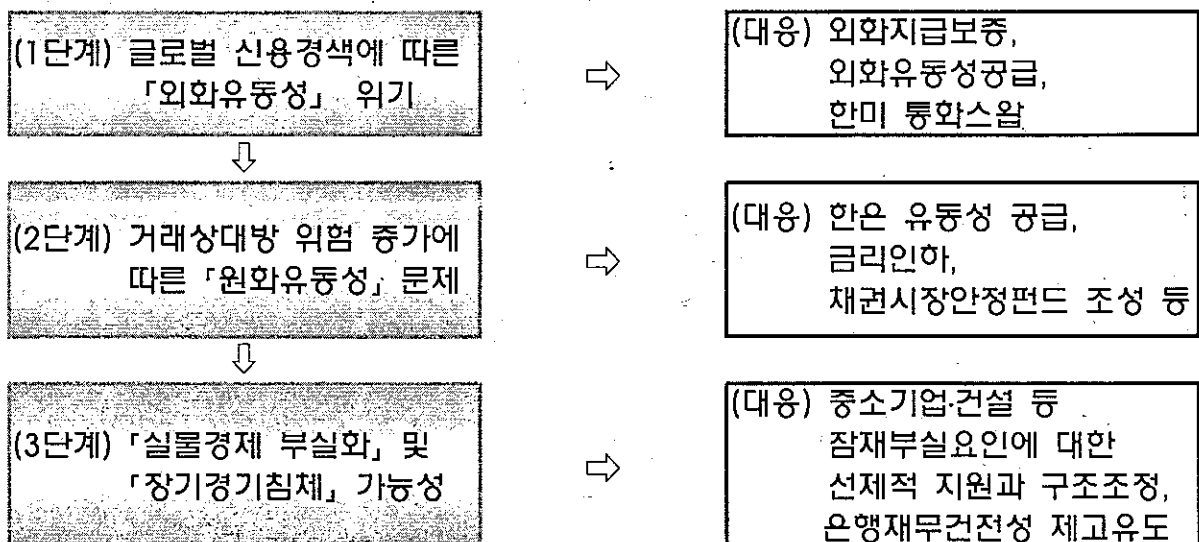 (1단계) 글로벌 신용경색에 따른
「외화유동성」 위기
⇨
(대응) 외화지급보증,
외화유동성공급,
한미 통화스왑
⇩
(2단계) 거래상대방 위험 증가에
따른 「원화유동성」 문제
⇨
(대응) 한은 유동성 공급,
금리인하,
채권시장안정펀드 조성 등
⇩
(3단계) 「실물경제 부실화」 및
「장기경기침체」 가능성
⇨
(대응) 중소기업·건설 등
잠재부실요인에 대한
선제적 지원과 구조조정,
은행재무건전성 제고유도